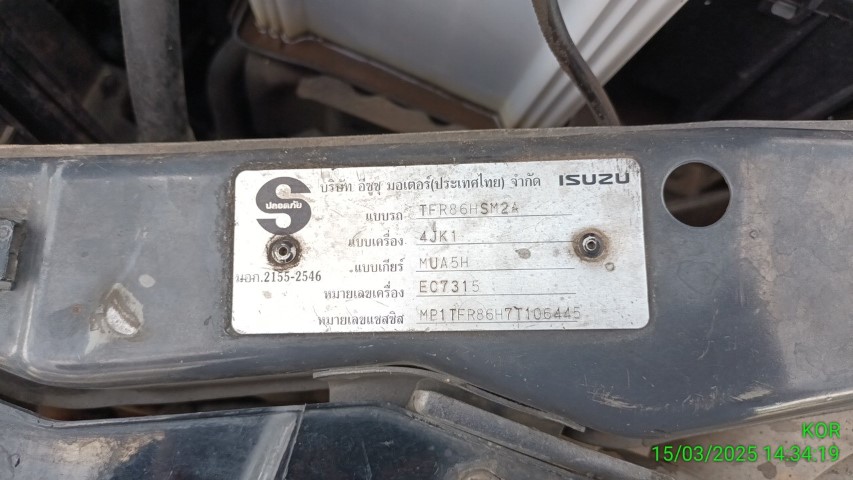 บริษัท อีซูซุ มอเตอร์(ประเทศไทย) จำกัด ISUZU
S
ปลอดภัย
แบบรถ TFR86HSM2A
แบบเครื่อง 4JK1
มอก.2155-2546
แบบเกียร์ MUA5H
หมายเลขเครื่อง EC7315
หมายเลขแชสซิส MP1TFR86H7T106445
KOR
15/03/2025 14:34:19